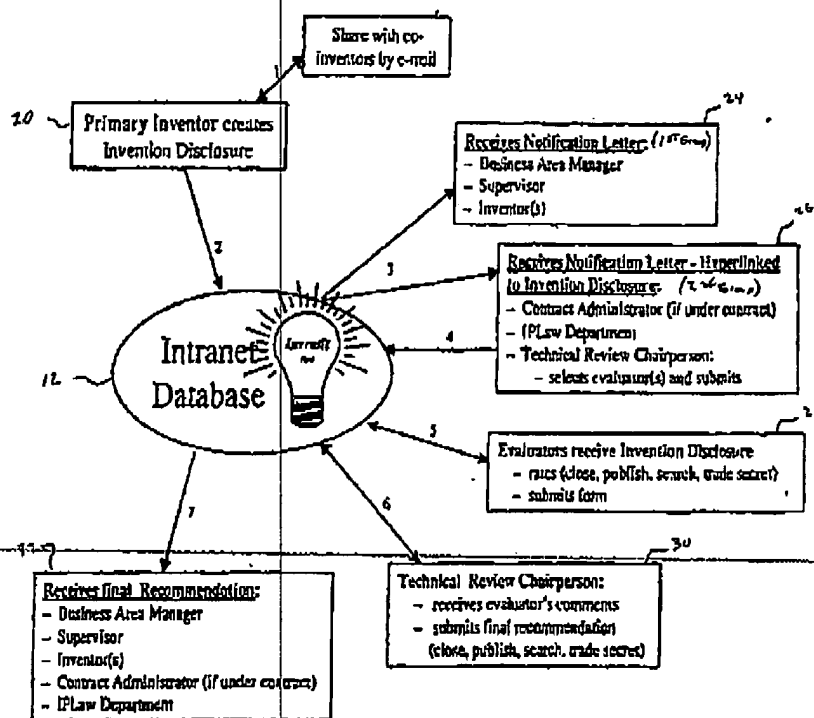 Share with co-
inventors by e-mail
1
20
Primary Inventor creates
Invention Disclosure
24
Receives Notification Letter: (1st Group)
– Business Area Manager
– Supervisor
– Inventor(s)
2
3
26
Receives Notification Letter - Hyperlinked
to Invention Disclosure: (2nd Group)
– Contract Administrator (if under contract)
– IPLaw Department
– Technical Review Chairperson:
– selects evaluator(s) and submits
4
12
Intranet
Database
5
2
Evaluators receive Invention Disclosure
– rates (close, publish, search, trade secret)
– submits form
6
7
30
Technical Review Chairperson:
– receives evaluator's comments
– submits final recommendation
(close, publish, search, trade secret)
Receives final Recommendation:
– Business Area Manager
– Supervisor
– Inventor(s)
– Contract Administrator (if under contract)
– IPLaw Department